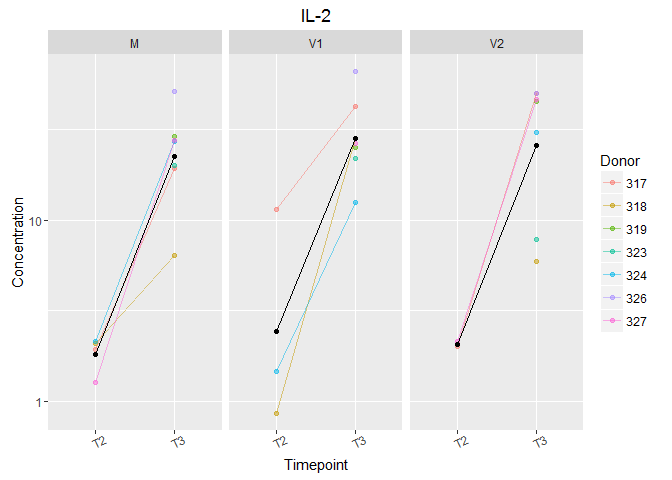 IL-2
M V1 V2
Concentration
10
1
T2 T3 T2 T3 T2 T3
Timepoint
Donor
317
318
319
323
324
326
327